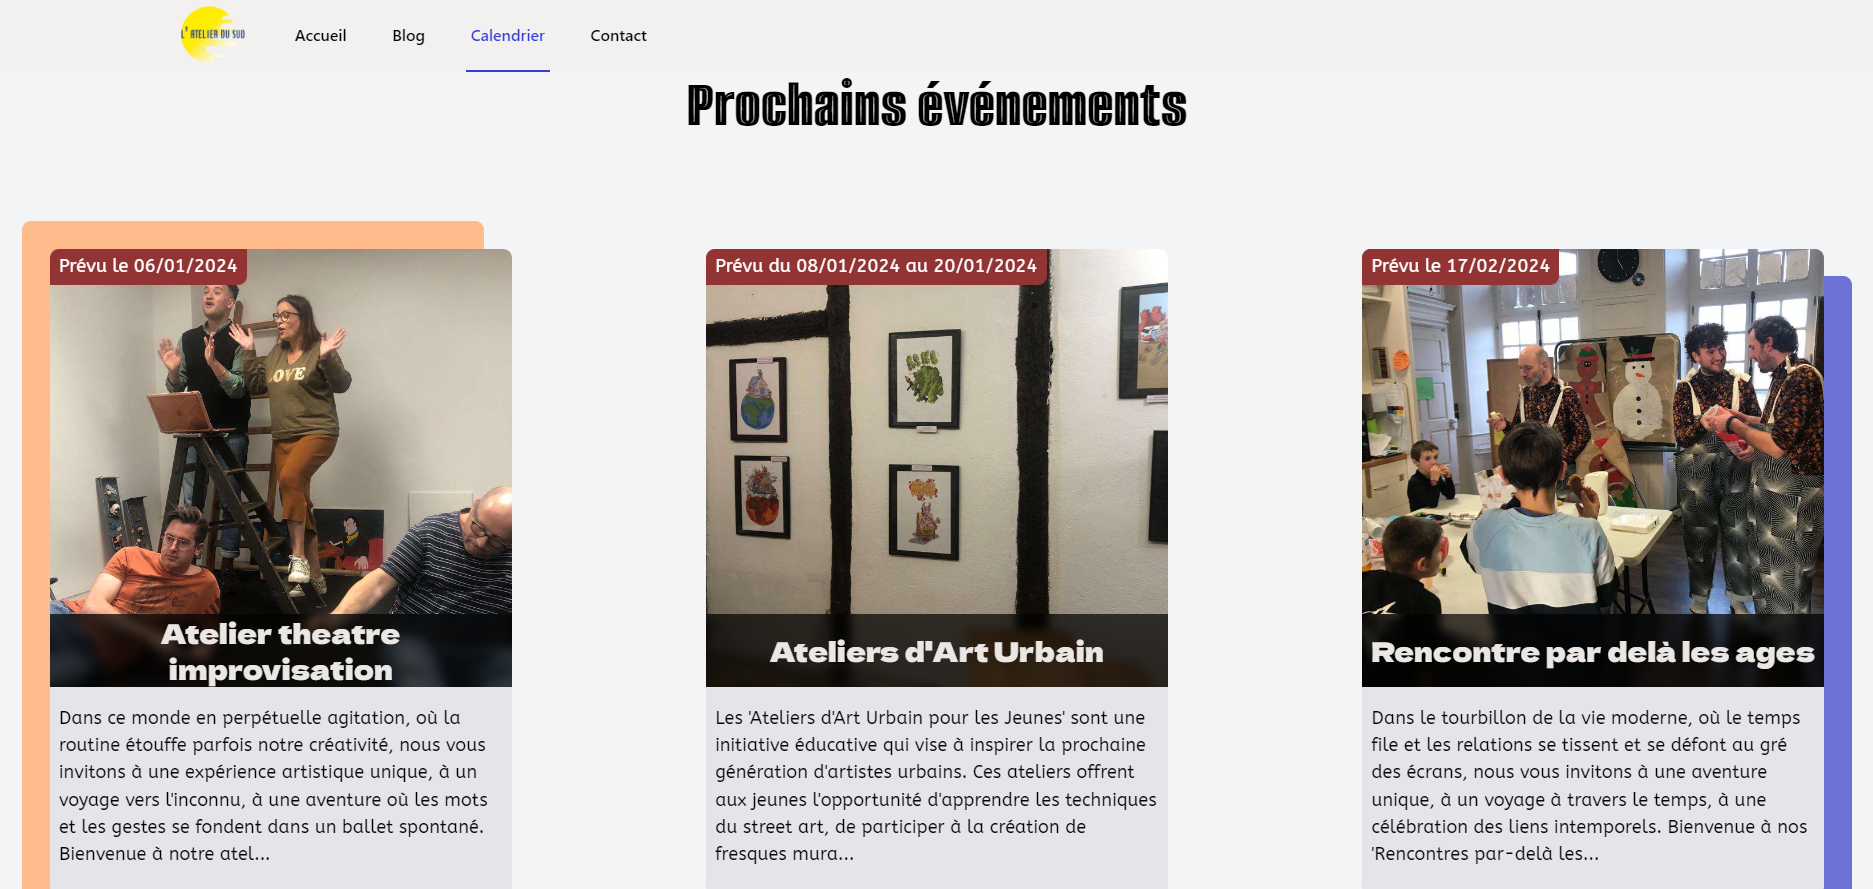 L'ATELIER DU SUD
Accueil
Blog
Calendrier
Contact
Prochains événements
Prévu le 06/01/2024
LOVE
Atelier theatre
improvisation
Dans ce monde en perpétuelle agitation, où la
routine étouffe parfois notre créativité, nous vous
invitons à une expérience artistique unique, à un
voyage vers l'inconnu, à une aventure où les mots
et les gestes se fondent dans un ballet spontané.
Bienvenue à notre atel...
Prévu du 08/01/2024 au 20/01/2024
Ateliers d'Art Urbain
Les 'Ateliers d'Art Urbain pour les Jeunes' sont une
initiative éducative qui vise à inspirer la prochaine
génération d'artistes urbains. Ces ateliers offrent
aux jeunes l'opportunité d'apprendre les techniques
du street art, de participer à la création de
fresques mura...
Prévu le 17/02/2024
Rencontre par delà les ages
Dans le tourbillon de la vie moderne, où le temps
file et les relations se tissent et se défont au gré
des écrans, nous vous invitons à une aventure
unique, à un voyage à travers le temps, à une
célébration des liens intemporels. Bienvenue à nos
'Rencontres par-delà les...